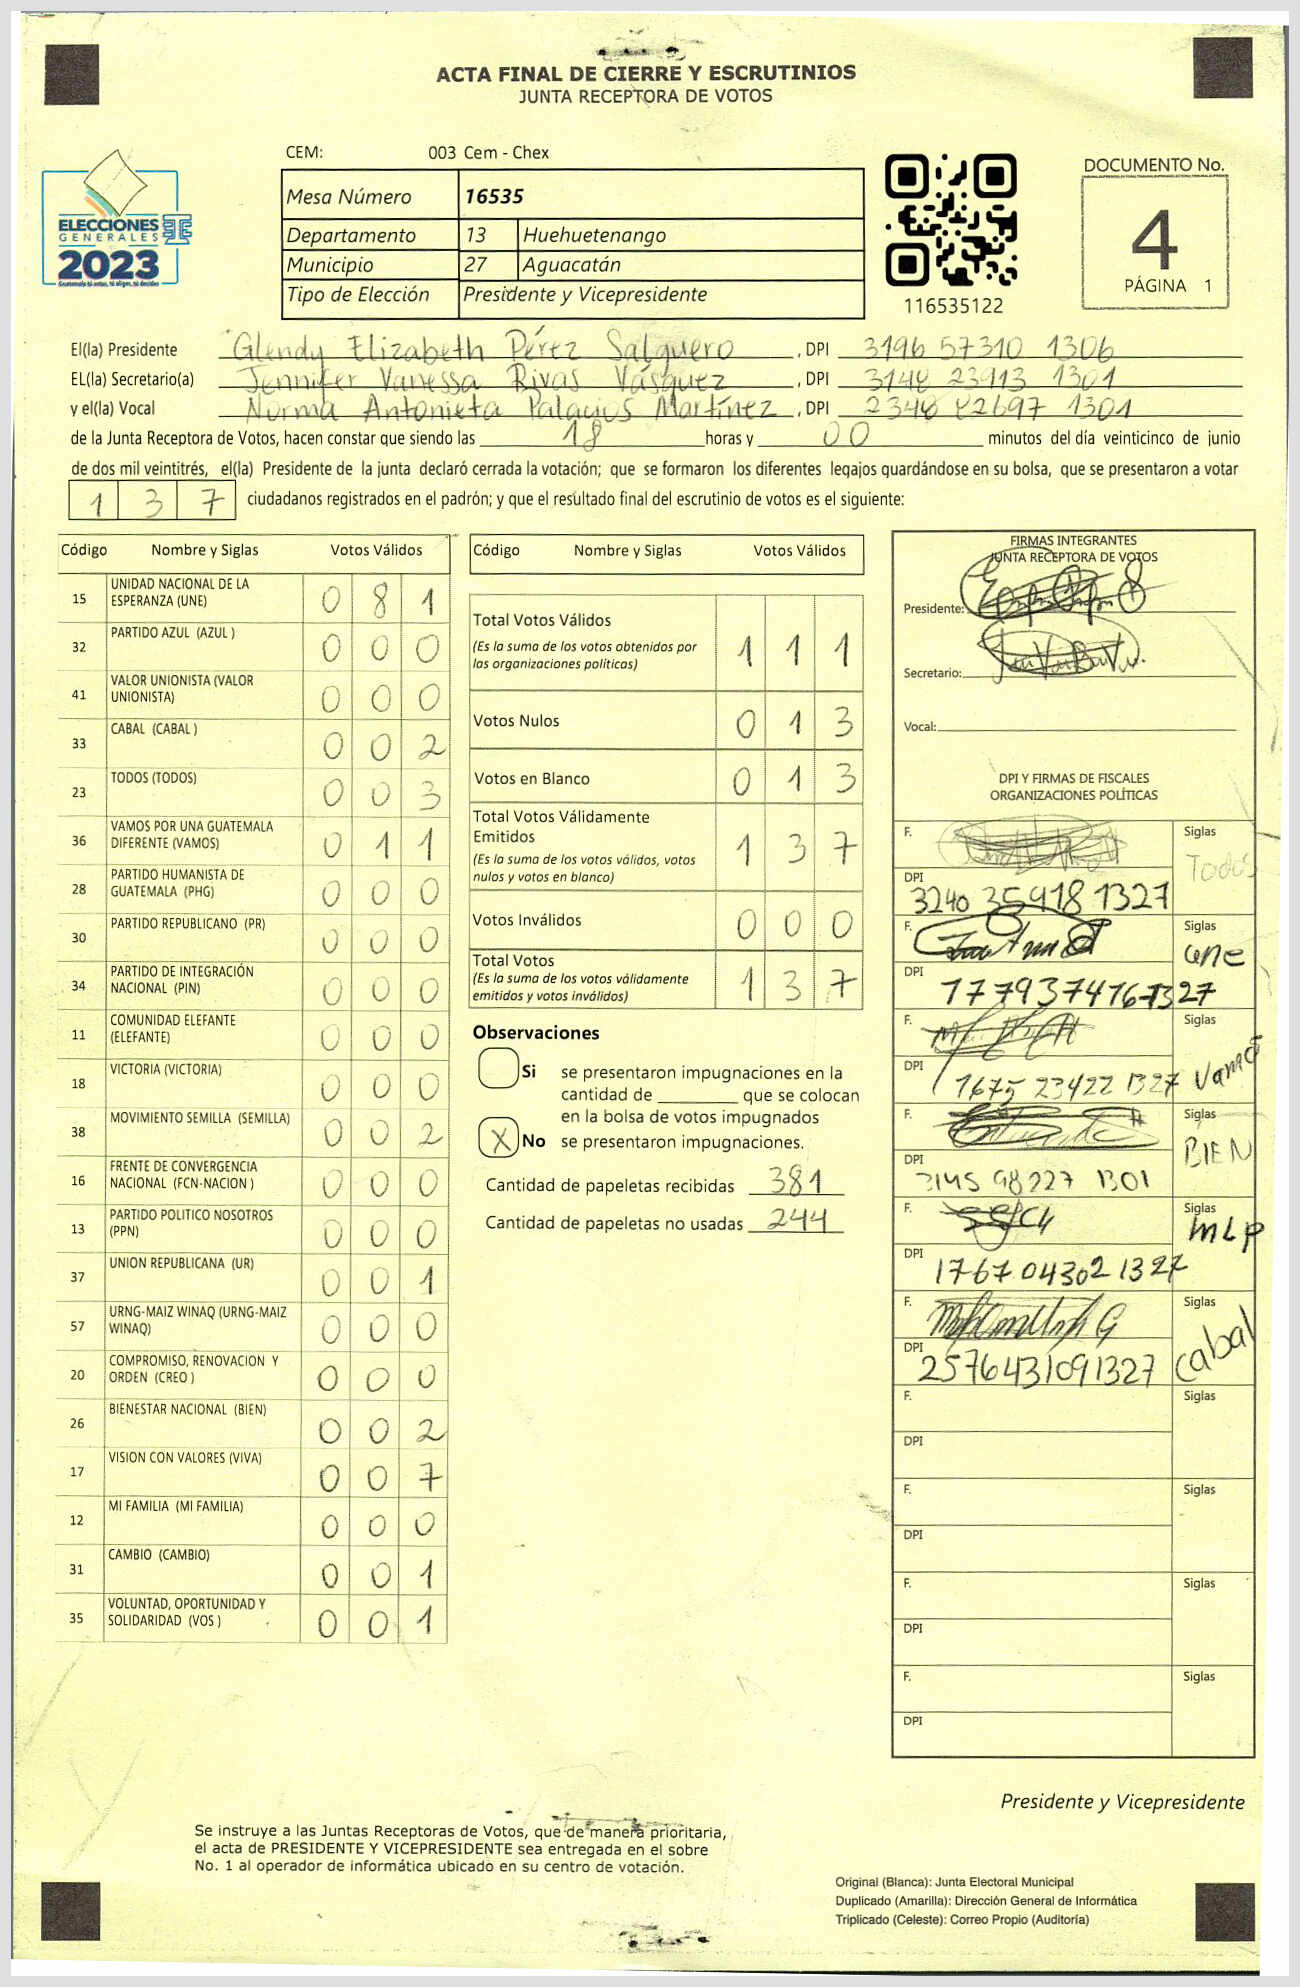 ACTA FINAL DE CIERRE Y ESCRUTINIOS
JUNTA RECEPTORA DE VOTOS
CEM: 003 Cem - Chex
ELECCIONES
GENERALES
2023
Guatemala tú votas, tú eliges, tú decides
Mesa Número 16535
Departamento 13 Huehuetenango
Municipio 27 Aguacatán
Tipo de Elección Presidente y Vicepresidente
116535122
DOCUMENTO No.
4
PÁGINA 1
El(la) Presidente Glendy Elizabeth Pérez Salguero , DPI 3196 57310 1306
EL(la) Secretario(a) Jennifer Vanessa Rivas Vásquez , DPI 3148 23913 1301
y el(la) Vocal Norma Antonieta Palacios Martínez , DPI 2348 82697 1301
de la Junta Receptora de Votos, hacen constar que siendo las 18 horas y 00 minutos del día veinticinco de junio
de dos mil veintitrés, el(la) Presidente de la junta declaró cerrada la votación; que se formaron los diferentes legajos guardándose en su bolsa, que se presentaron a votar
1 3 7 ciudadanos registrados en el padrón; y que el resultado final del escrutinio de votos es el siguiente:
Código Nombre y Siglas Votos Válidos
15 UNIDAD NACIONAL DE LA
ESPERANZA (UNE) 0 8 1
32 PARTIDO AZUL (AZUL ) 0 0 0
41 VALOR UNIONISTA (VALOR
UNIONISTA) 0 0 0
33 CABAL (CABAL ) 0 0 2
23 TODOS (TODOS) 0 0 3
36 VAMOS POR UNA GUATEMALA
DIFERENTE (VAMOS) 0 1 1
28 PARTIDO HUMANISTA DE
GUATEMALA (PHG) 0 0 0
30 PARTIDO REPUBLICANO (PR) 0 0 0
34 PARTIDO DE INTEGRACIÓN
NACIONAL (PIN) 0 0 0
11 COMUNIDAD ELEFANTE
(ELEFANTE) 0 0 0
18 VICTORIA (VICTORIA) 0 0 0
38 MOVIMIENTO SEMILLA (SEMILLA) 0 0 2
16 FRENTE DE CONVERGENCIA
NACIONAL (FCN-NACION ) 0 0 0
13 PARTIDO POLITICO NOSOTROS
(PPN) 0 0 0
37 UNION REPUBLICANA (UR) 0 0 1
57 URNG-MAIZ WINAQ (URNG-MAIZ
WINAQ) 0 0 0
20 COMPROMISO, RENOVACION Y
ORDEN (CREO ) 0 0 0
26 BIENESTAR NACIONAL (BIEN) 0 0 2
17 VISION CON VALORES (VIVA) 0 0 7
12 MI FAMILIA (MI FAMILIA) 0 0 0
31 CAMBIO (CAMBIO) 0 0 1
35 VOLUNTAD, OPORTUNIDAD Y
SOLIDARIDAD (VOS ) 0 0 1
Código Nombre y Siglas Votos Válidos
Total Votos Válidos
(Es la suma de los votos obtenidos por
las organizaciones políticas) 1 1 1
Votos Nulos 0 1 3
Votos en Blanco 0 1 3
Total Votos Válidamente
Emitidos
(Es la suma de los votos válidos, votos
nulos y votos en blanco) 1 3 7
Votos Inválidos 0 0 0
Total Votos
(Es la suma de los votos válidamente
emitidos y votos inválidos) 1 3 7
Observaciones
Si se presentaron impugnaciones en la
cantidad de ________ que se colocan
en la bolsa de votos impugnados
X No se presentaron impugnaciones.
Cantidad de papeletas recibidas 381
Cantidad de papeletas no usadas 244
FIRMAS INTEGRANTES
JUNTA RECEPTORA DE VOTOS
Presidente:
Secretario:
Vocal:
DPI Y FIRMAS DE FISCALES
ORGANIZACIONES POLÍTICAS
F. Siglas Todos
DPI 3240 35918 1327
F. Siglas une
DPI 1779374161327
F. Siglas Vamos
DPI 1675 23422 1327
F. Siglas BIEN
DPI 3145 98227 1301
F. Siglas MLP
DPI 1767 04302 1327
F. Siglas Cabal
DPI 2576431091327
F. Siglas
DPI
F. Siglas
DPI
F. Siglas
DPI
F. Siglas
DPI
Presidente y Vicepresidente
Se instruye a las Juntas Receptoras de Votos, que de manera prioritaria,
el acta de PRESIDENTE Y VICEPRESIDENTE sea entregada en el sobre
No. 1 al operador de informática ubicado en su centro de votación.
Original (Blanca): Junta Electoral Municipal
Duplicado (Amarilla): Dirección General de Informática
Triplicado (Celeste): Correo Propio (Auditoría)